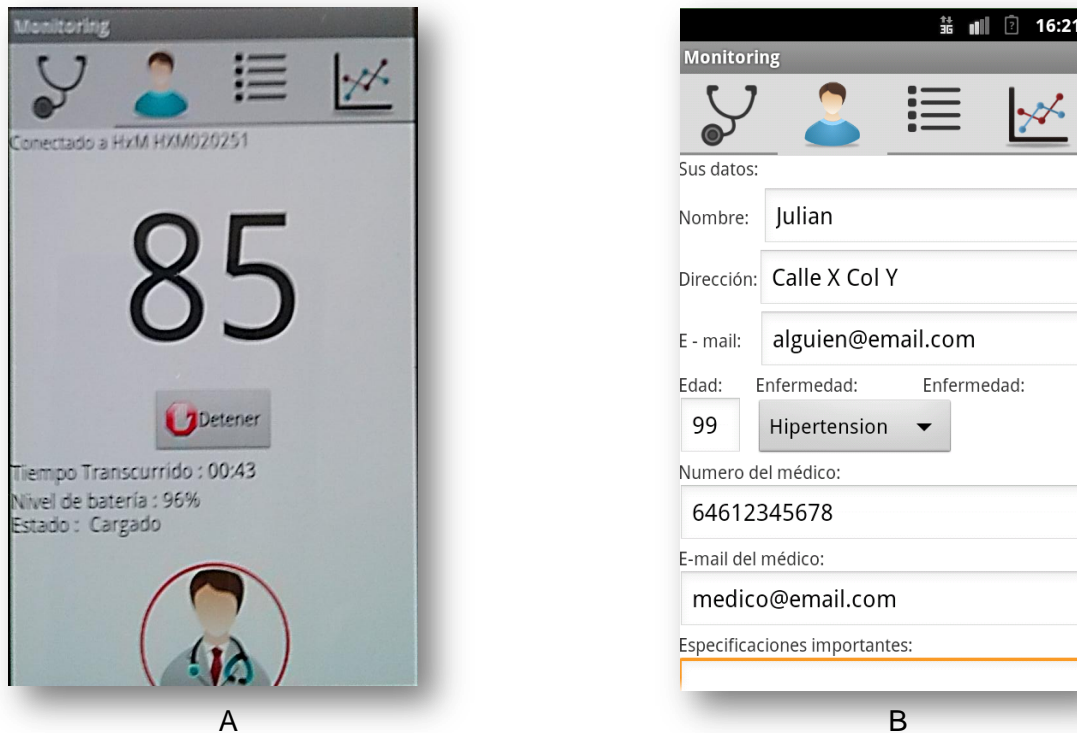 Monitoring
Conectado a HxM HXM020251
85
Detener
Tiempo Transcurrido : 00:43
Nivel de batería : 96%
Estado : Cargado
A
3G 16:21
Monitoring
Sus datos:
Nombre: Julian
Dirección: Calle X Col Y
E - mail: alguien@email.com
Edad: Enfermedad: Enfermedad:
99 Hipertension
Numero del médico:
64612345678
E-mail del médico:
medico@email.com
Especificaciones importantes:
B